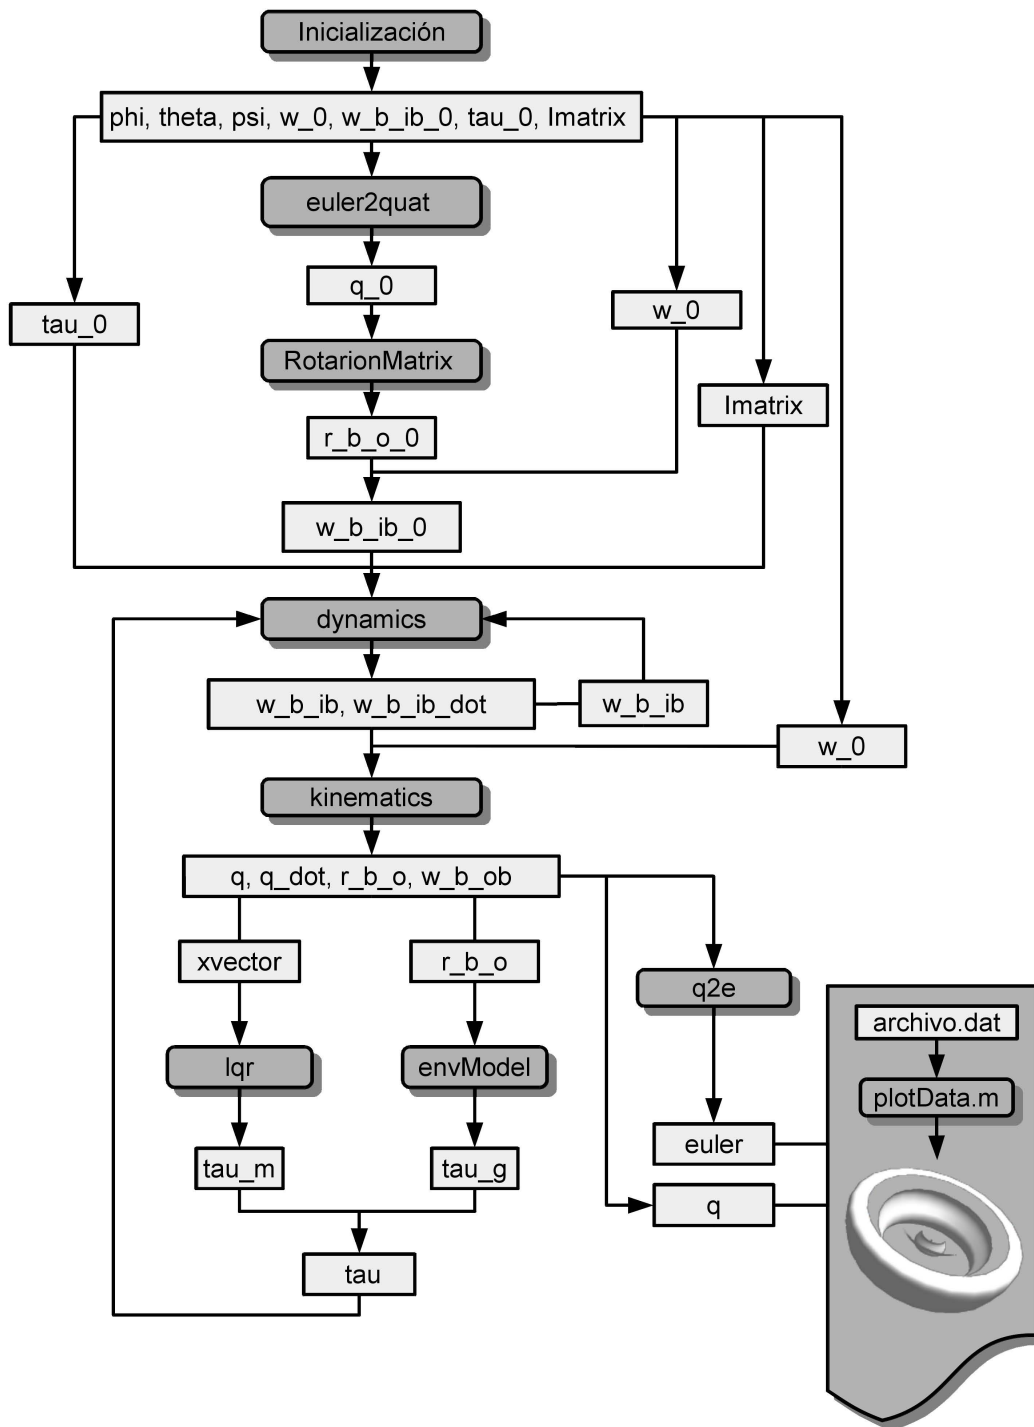 Inicialización
phi, theta, psi, w_0, w_b_ib_0, tau_0, Imatrix
euler2quat
q_0
tau_0
w_0
RotarionMatrix
Imatrix
r_b_o_0
w_b_ib_0
dynamics
w_b_ib, w_b_ib_dot
w_b_ib
w_0
kinematics
q, q_dot, r_b_o, w_b_ob
xvector
r_b_o
q2e
archivo.dat
lqr
envModel
plotData.m
euler
tau_m
tau_g
q
tau